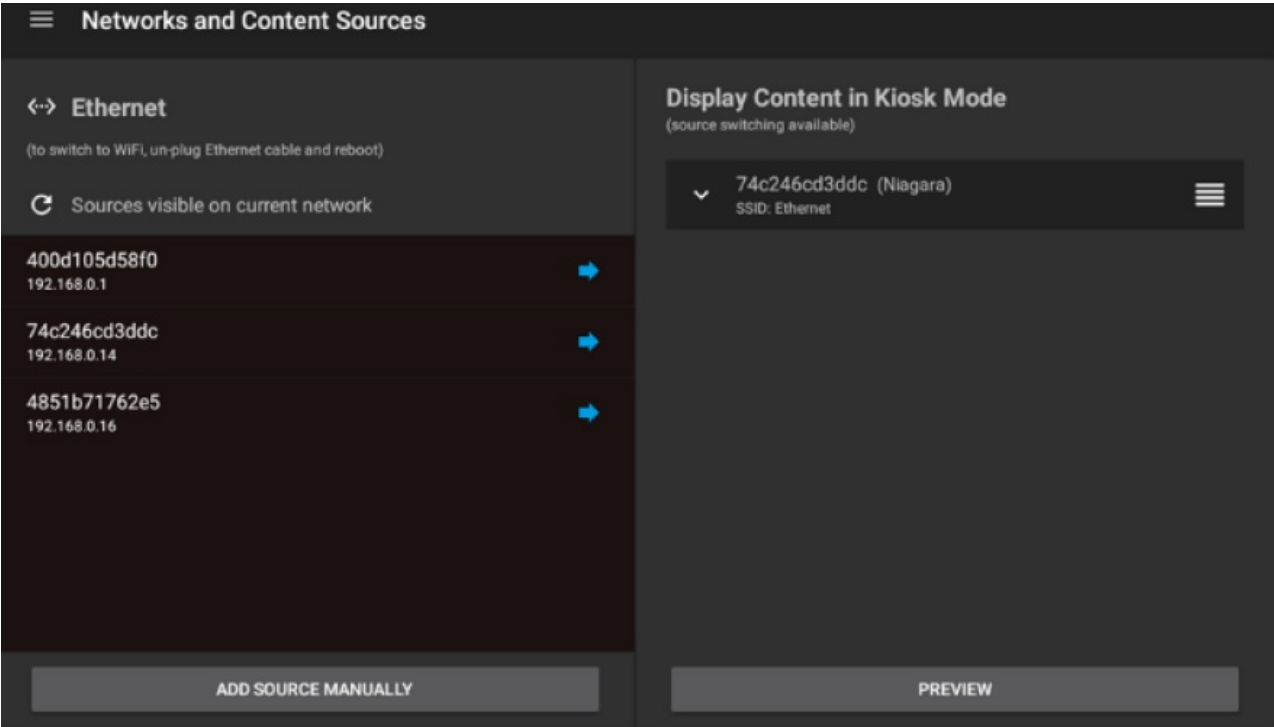 Networks and Content Sources
Ethernet
(to switch to WiFi, un-plug Ethernet cable and reboot)
Sources visible on current network
400d105d58f0
192.168.0.1
74c246cd3ddc
192.168.0.14
4851b71762e5
192.168.0.16
ADD SOURCE MANUALLY
Display Content in Kiosk Mode
(source switching available)
74c246cd3ddc (Niagara)
SSID: Ethernet
PREVIEW